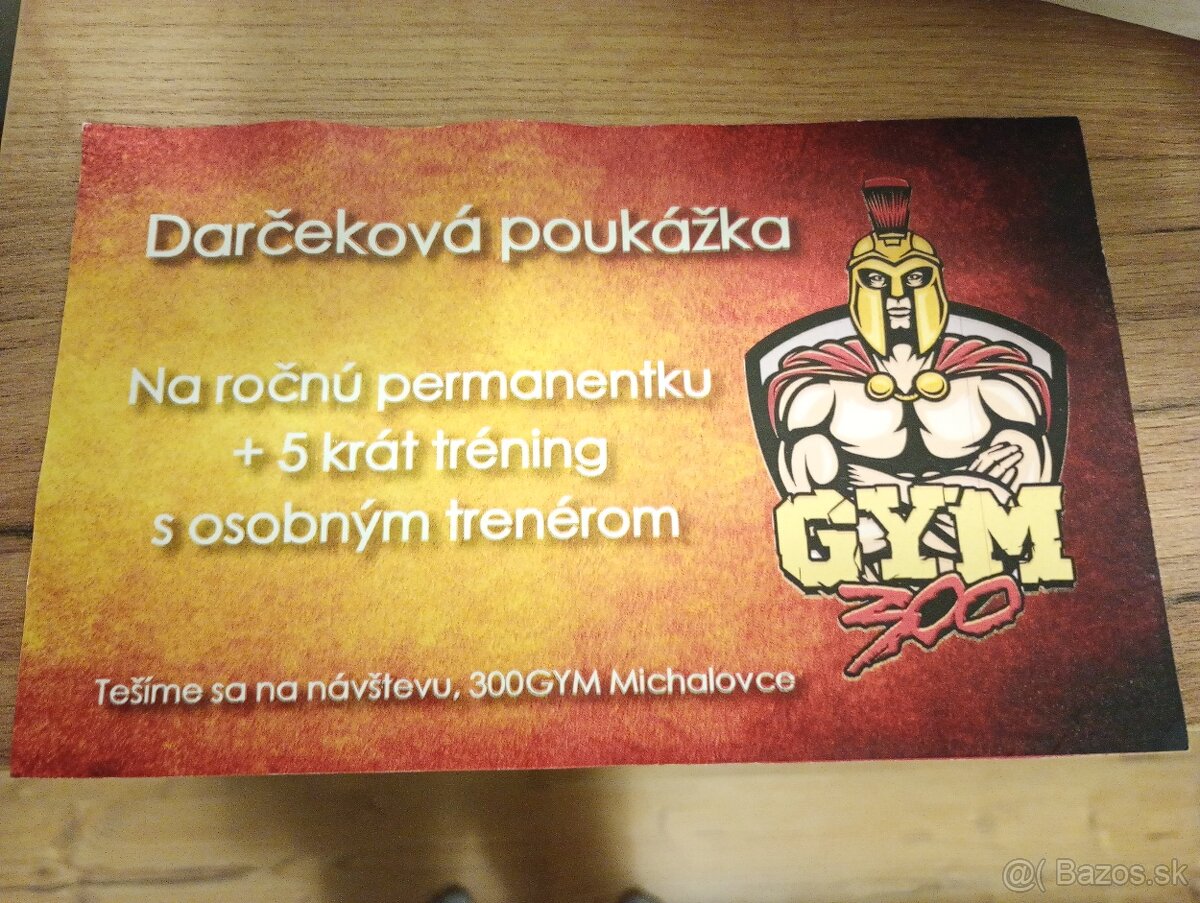 Darčeková poukážka
Na ročnú permanentku
+ 5 krát tréning
s osobným trenérom
GYM
300
Tešíme sa na návštevu, 300GYM Michalovce
@( Bazos.sk